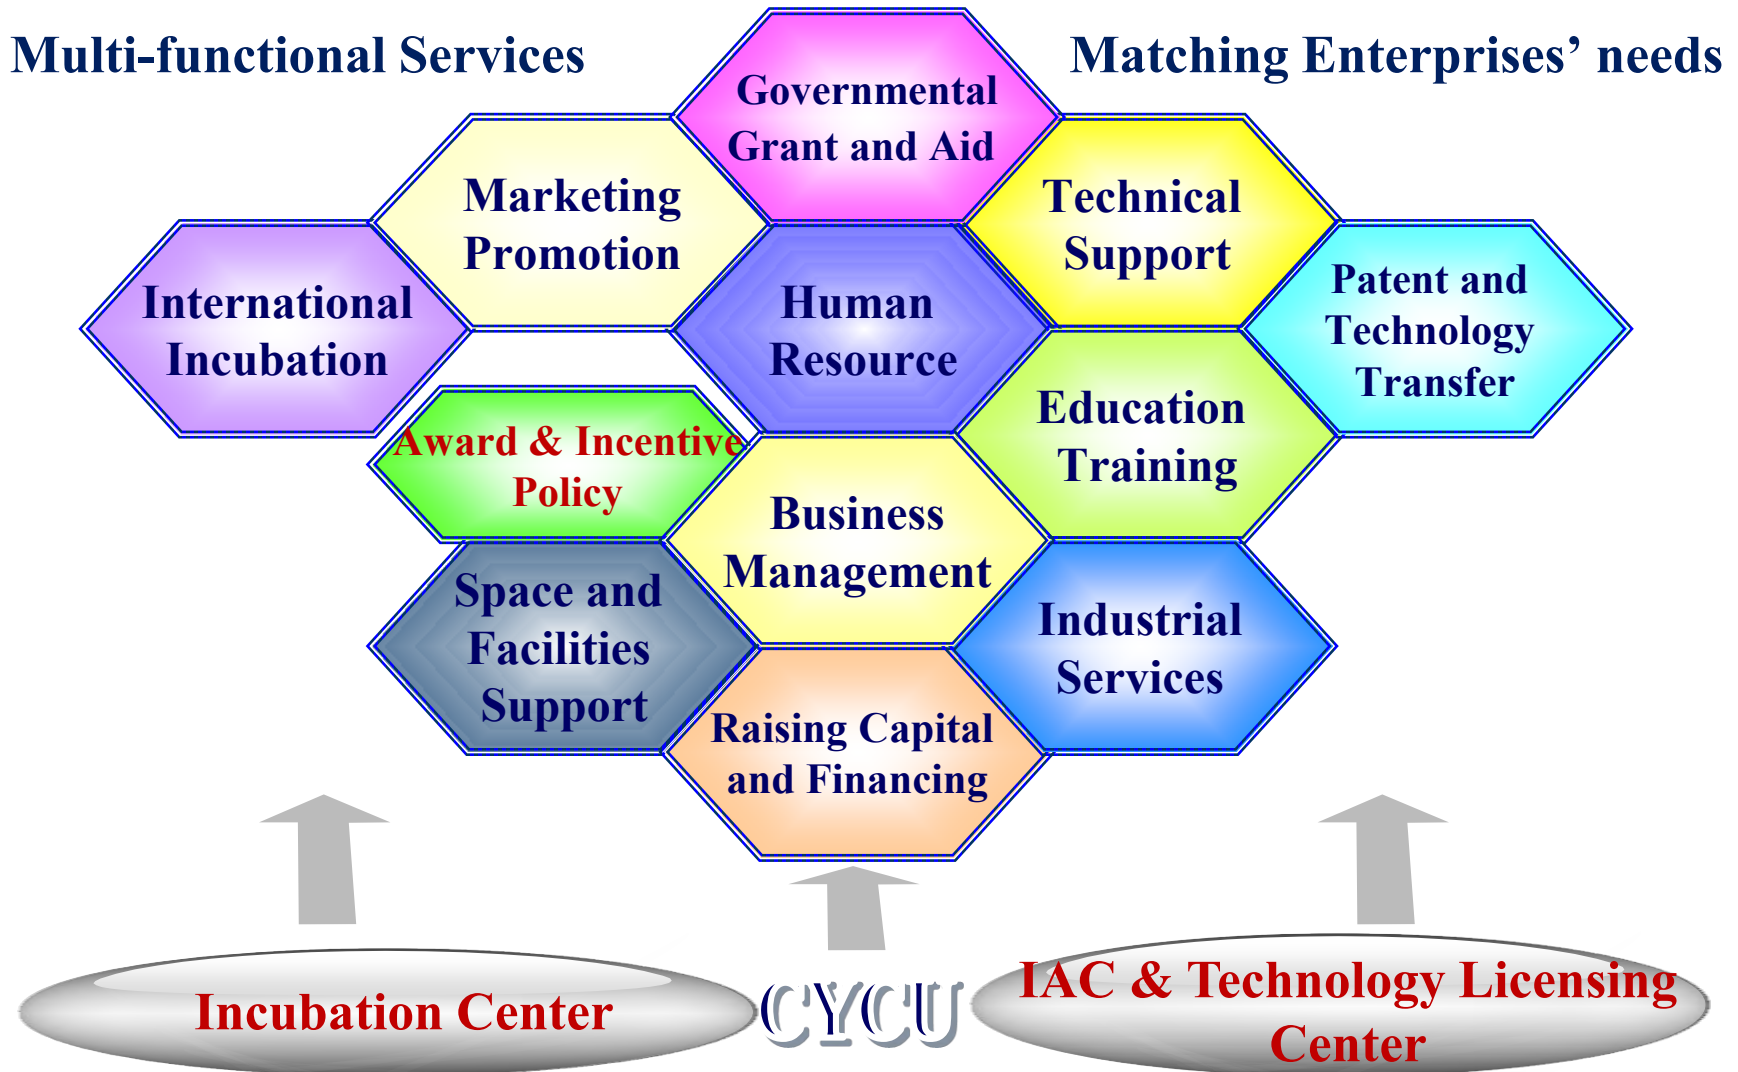 Multi-functional Services
Matching Enterprises’ needs
Governmental
Grant and Aid
Marketing
Promotion
Technical
Support
International
Incubation
Human
Resource
Patent and
Technology
Transfer
Award & Incentive
Policy
Education
Training
Business
Management
Space and
Facilities
Support
Industrial
Services
Raising Capital
and Financing
Incubation Center
CYCU
IAC & Technology Licensing
Center